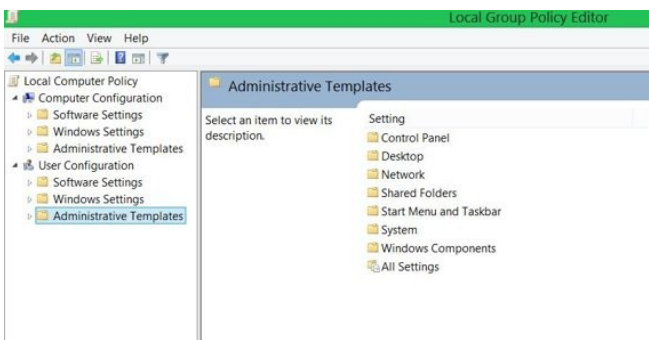 Local Group Policy Editor
File Action View Help
Local Computer Policy
Computer Configuration
Software Settings
Windows Settings
Administrative Templates
User Configuration
Software Settings
Windows Settings
Administrative Templates
Administrative Templates
Select an item to view its
description.
Setting
Control Panel
Desktop
Network
Shared Folders
Start Menu and Taskbar
System
Windows Components
All Settings